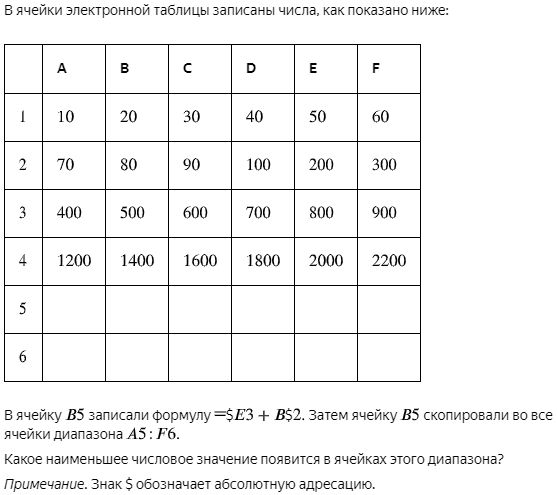 В ячейки электронной таблицы записаны числа, как показано ниже:
A B C D E F
1 10 20 30 40 50 60
2 70 80 90 100 200 300
3 400 500 600 700 800 900
4 1200 1400 1600 1800 2000 2200
5
6
В ячейку B5 записали формулу =$E3 + B$2. Затем ячейку B5 скопировали во все
ячейки диапазона A5 : F6.
Какое наименьшее числовое значение появится в ячейках этого диапазона?
Примечание. Знак $ обозначает абсолютную адресацию.